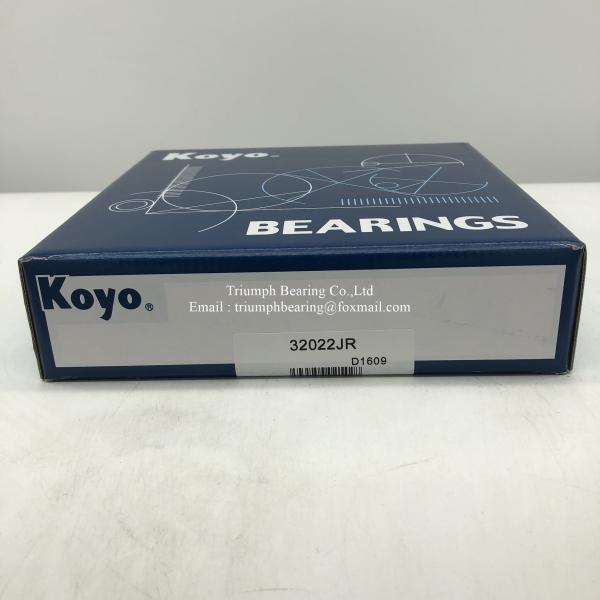 Koyo®
BEARINGS
Koyo®
Triumph Bearing Co.,Ltd
Email : triumphbearing@foxmail.com
32022JR
D1609